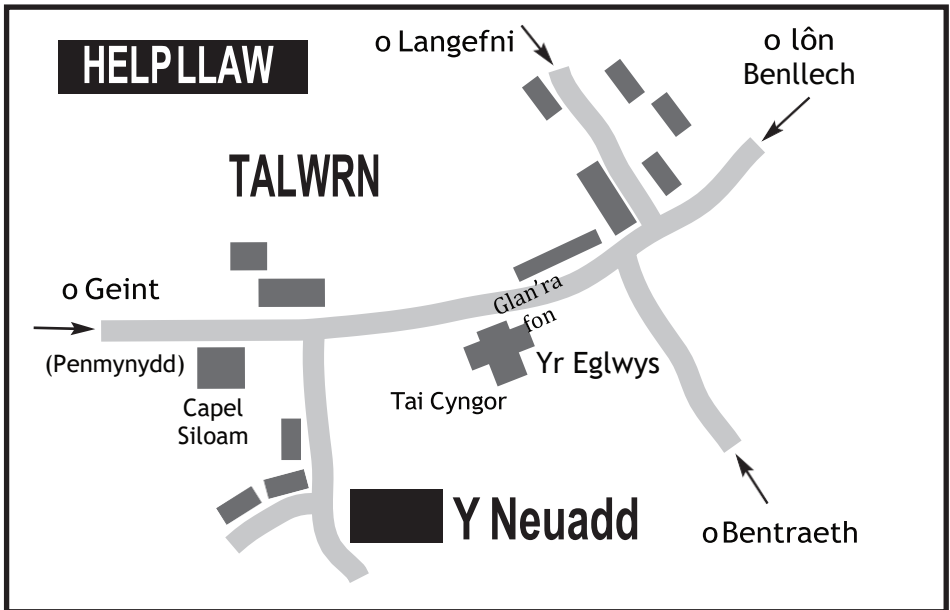 HELP LLAW
o Langefni
o lôn
Benllech
TALWRN
o Geint
(Penmynydd)
Glan'ra
fon
Yr Eglwys
Tai Cyngor
Capel
Siloam
Y Neuadd
o Bentraeth